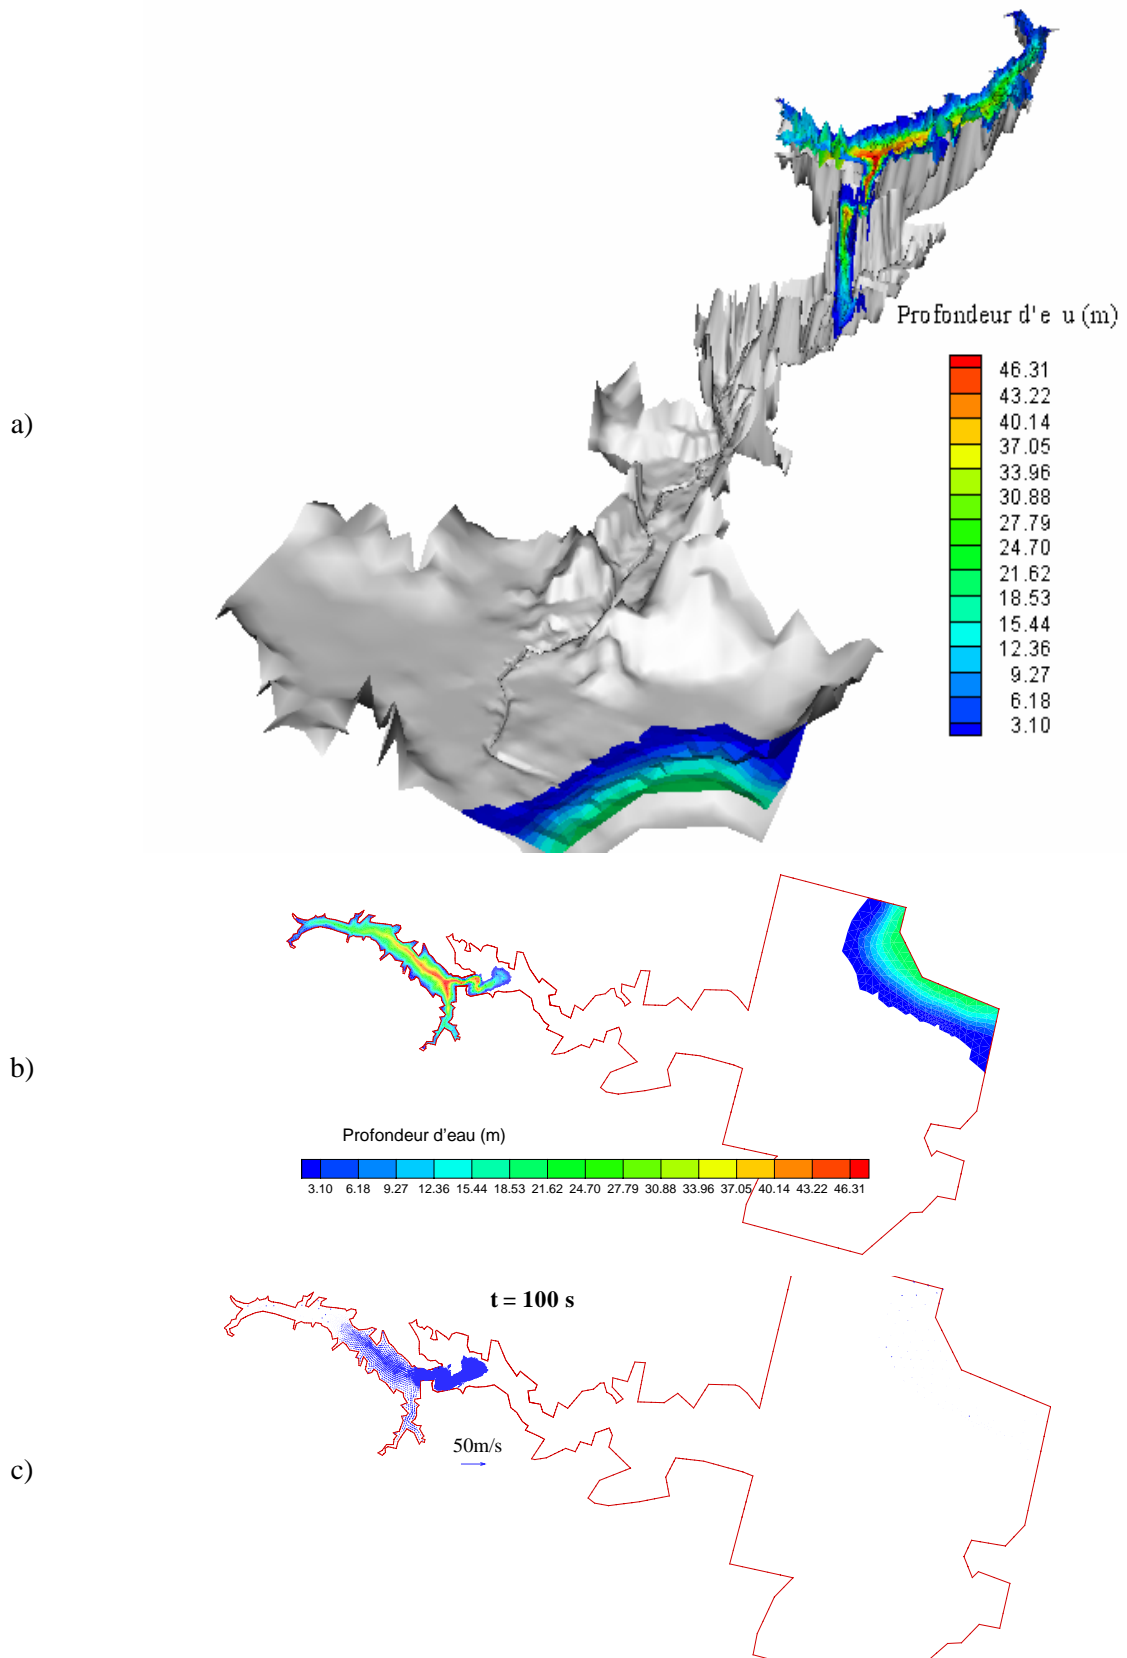 Profondeur d'e u (m)
46.31
43.22
40.14
37.05
33.96
30.88
27.79
24.70
21.62
18.53
15.44
12.36
9.27
6.18
3.10
a)
b)
Profondeur d'eau (m)
3.10 6.18 9.27 12.36 15.44 18.53 21.62 24.70 27.79 30.88 33.96 37.05 40.14 43.22 46.31
t = 100 s
50m/s
c)